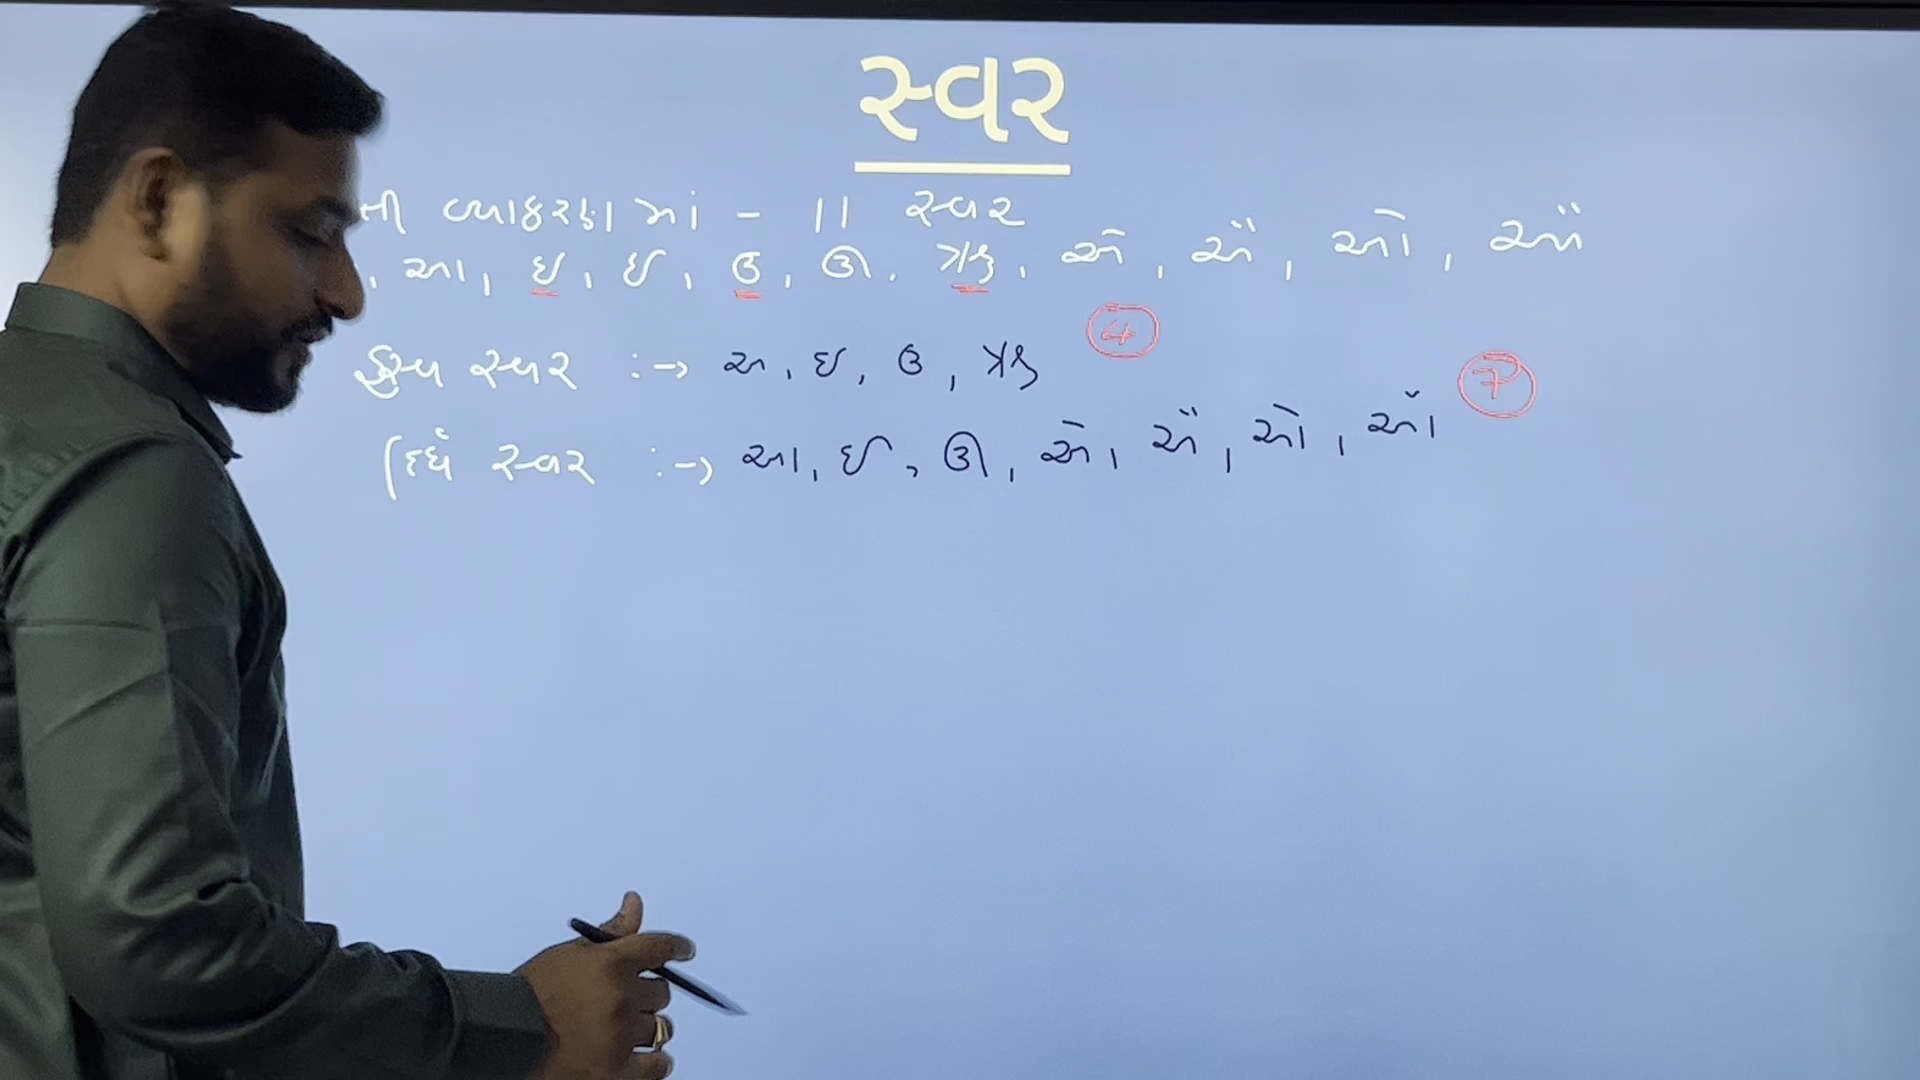 સ્વર
તી વ્યાકરણમાં - 11 સ્વર
, આ, ઇ, ઈ, ઉ, ઊ, ઋ, એ, ઐ, ઓ, ઔ
હ્રસ્વ સ્વર :→ અ, ઇ, ઉ, ઋ 4
દિર્ઘ સ્વર :→ આ, ઈ, ઊ, એ, ઐ, ઓ, ઔ 7